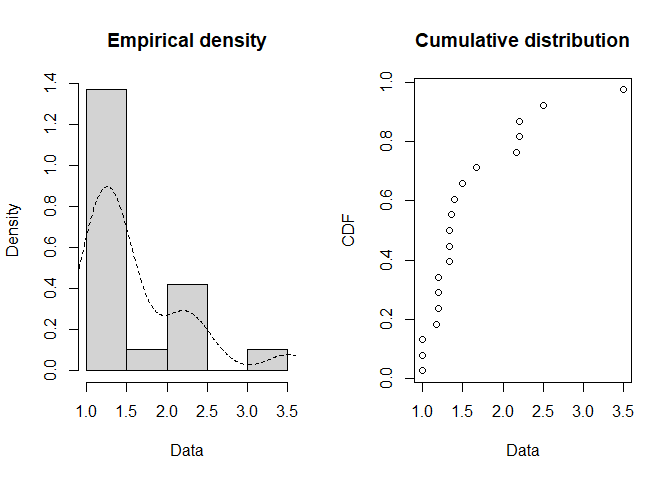 Empirical density
Density
0.0 0.2 0.4 0.6 0.8 1.0 1.2 1.4
1.0 1.5 2.0 2.5 3.0 3.5
Data
Cumulative distribution
CDF
0.0 0.2 0.4 0.6 0.8 1.0
1.0 1.5 2.0 2.5 3.0 3.5
Data